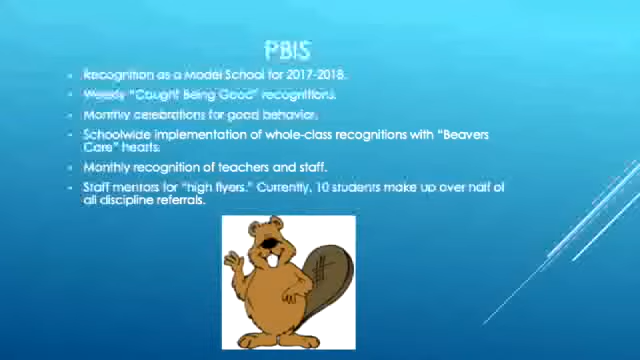 PBIS
Recognition as a Model School for 2017-2018.
Weekly “Caught Being Good” recognitions.
Monthly celebrations for good behavior.
Schoolwide implementation of whole-class recognitions with “Beavers
Care” hearts.
Monthly recognition of teachers and staff.
Staff mentors for “high flyers.” Currently, 10 students make up over half of
all discipline referrals.